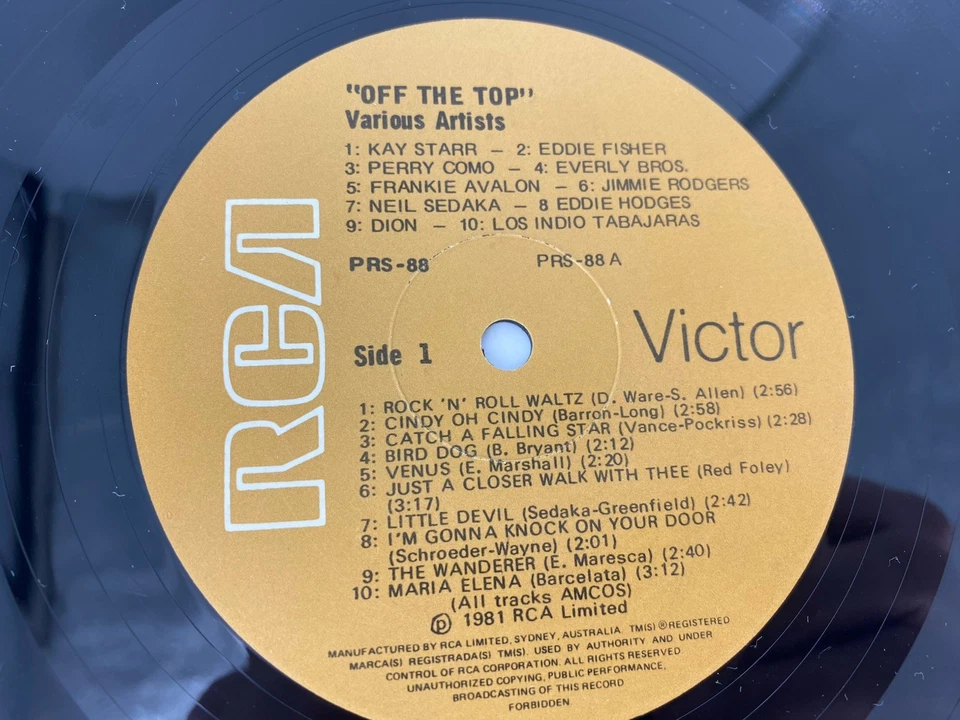 "OFF THE TOP"
Various Artists
1: KAY STARR – 2: EDDIE FISHER
3: PERRY COMO – 4: EVERLY BROS.
5: FRANKIE AVALON – 6: JIMMIE RODGERS
7: NEIL SEDAKA – 8 EDDIE HODGES
9: DION – 10: LOS INDIO TABAJARAS
PRS-88 PRS-88 A
RCA Victor
Side 1
1: ROCK 'N' ROLL WALTZ (D. Ware-S. Allen) (2:56)
2: CINDY OH CINDY (Barron-Long) (2:58)
3: CATCH A FALLING STAR (Vance-Pockriss) (2:28)
4: BIRD DOG (B. Bryant) (2:12)
5: VENUS (E. Marshall) (2:20)
6: JUST A CLOSER WALK WITH THEE (Red Foley)
(3:17)
7: LITTLE DEVIL (Sedaka-Greenfield) (2:42)
8: I'M GONNA KNOCK ON YOUR DOOR
(Schroeder-Wayne) (2:01)
9: THE WANDERER (E. Maresca) (2:40)
10: MARIA ELENA (Barcelata) (3:12)
(All tracks AMCOS)
℗ 1981 RCA Limited
MANUFACTURED BY RCA LIMITED, SYDNEY, AUSTRALIA. TM(S) ® REGISTERED
MARCA(S) REGISTRADA(S) TM(S). USED BY AUTHORITY AND UNDER
CONTROL OF RCA CORPORATION. ALL RIGHTS RESERVED.
UNAUTHORIZED COPYING, PUBLIC PERFORMANCE,
BROADCASTING OF THIS RECORD
FORBIDDEN.